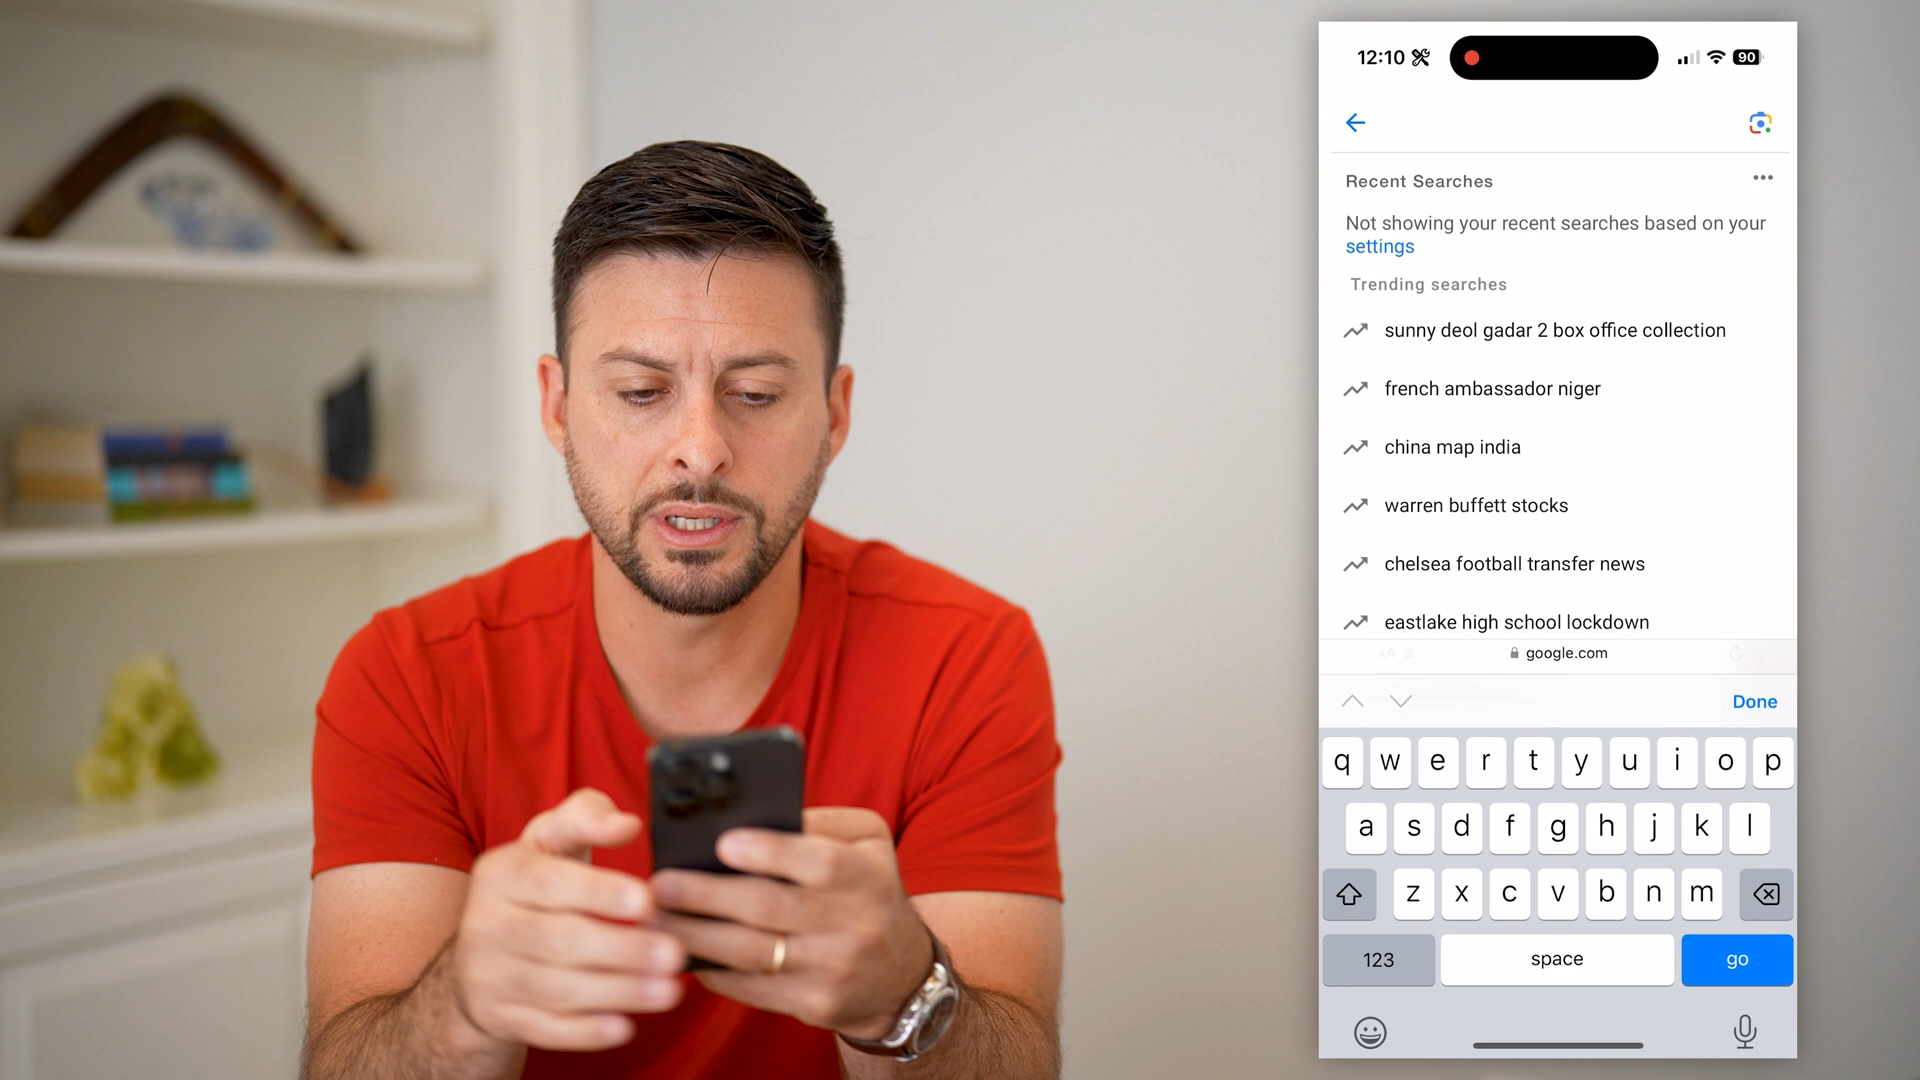 12:10
90
Recent Searches
Not showing your recent searches based on your
settings
Trending searches
sunny deol gadar 2 box office collection
french ambassador niger
china map india
warren buffett stocks
chelsea football transfer news
eastlake high school lockdown
AA
google.com
Done
q w e r t y u i o p
a s d f g h j k l
z x c v b n m
123 space go